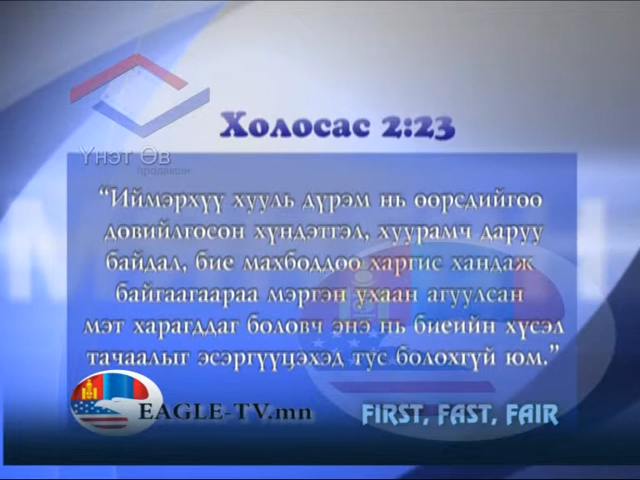 Холосас 2:23
Үнэт Өв
продакшн
“Иймэрхүү хууль дүрэм нь оорсдийгоо
довийлгосон хүндэтгэл, хуурамч даруу
байдал, бие махбоддоо харгис хандаж
байгаагаараа мэргэн ухаан агуулсан
мэт харагддаг боловч энэ нь биеийн хүсэл
тачаалыг эсэргүүцэхэд тус болохгүй юм.”
EAGLE-TV.mn
FIRST, FAST, FAIR